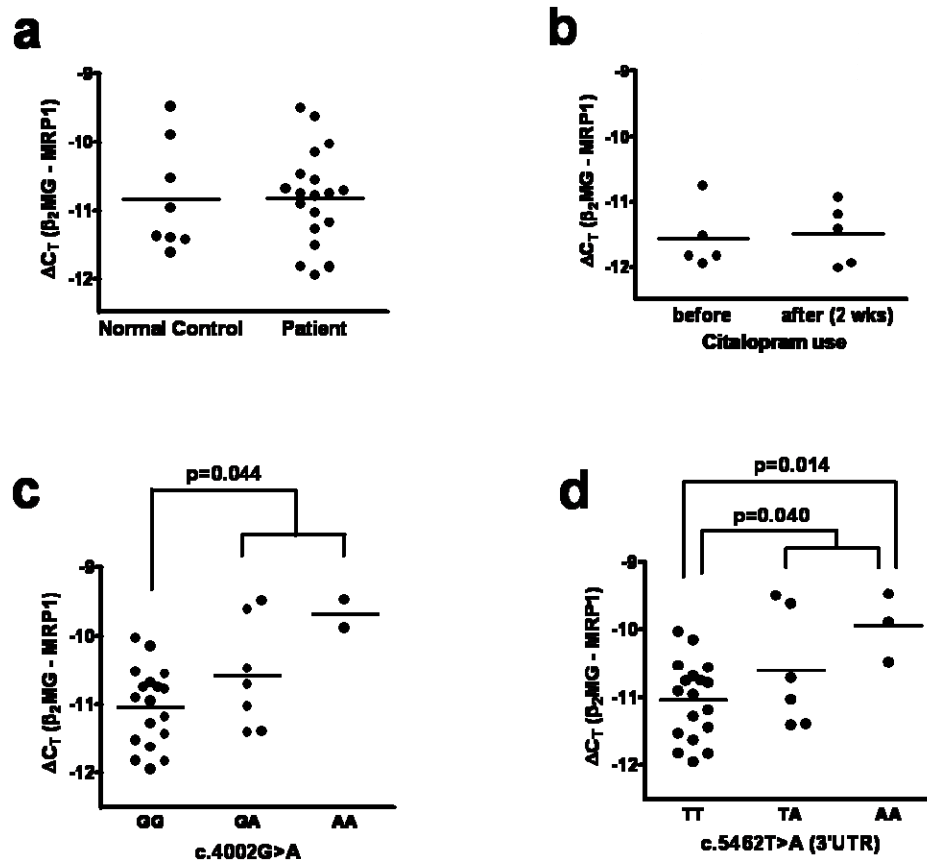 a
ΔCT (β2MG - MRP1)
-9
-10
-11
-12
Normal Control Patient
b
ΔCT (β2MG - MRP1)
-9
-10
-11
-12
before after (2 wks)
Citalopram use
c
p=0.044
ΔCT (β2MG - MRP1)
-9
-10
-11
-12
GG GA AA
c.4002G>A
d
p=0.014
p=0.040
ΔCT (β2MG - MRP1)
-9
-10
-11
-12
TT TA AA
c.5462T>A (3'UTR)